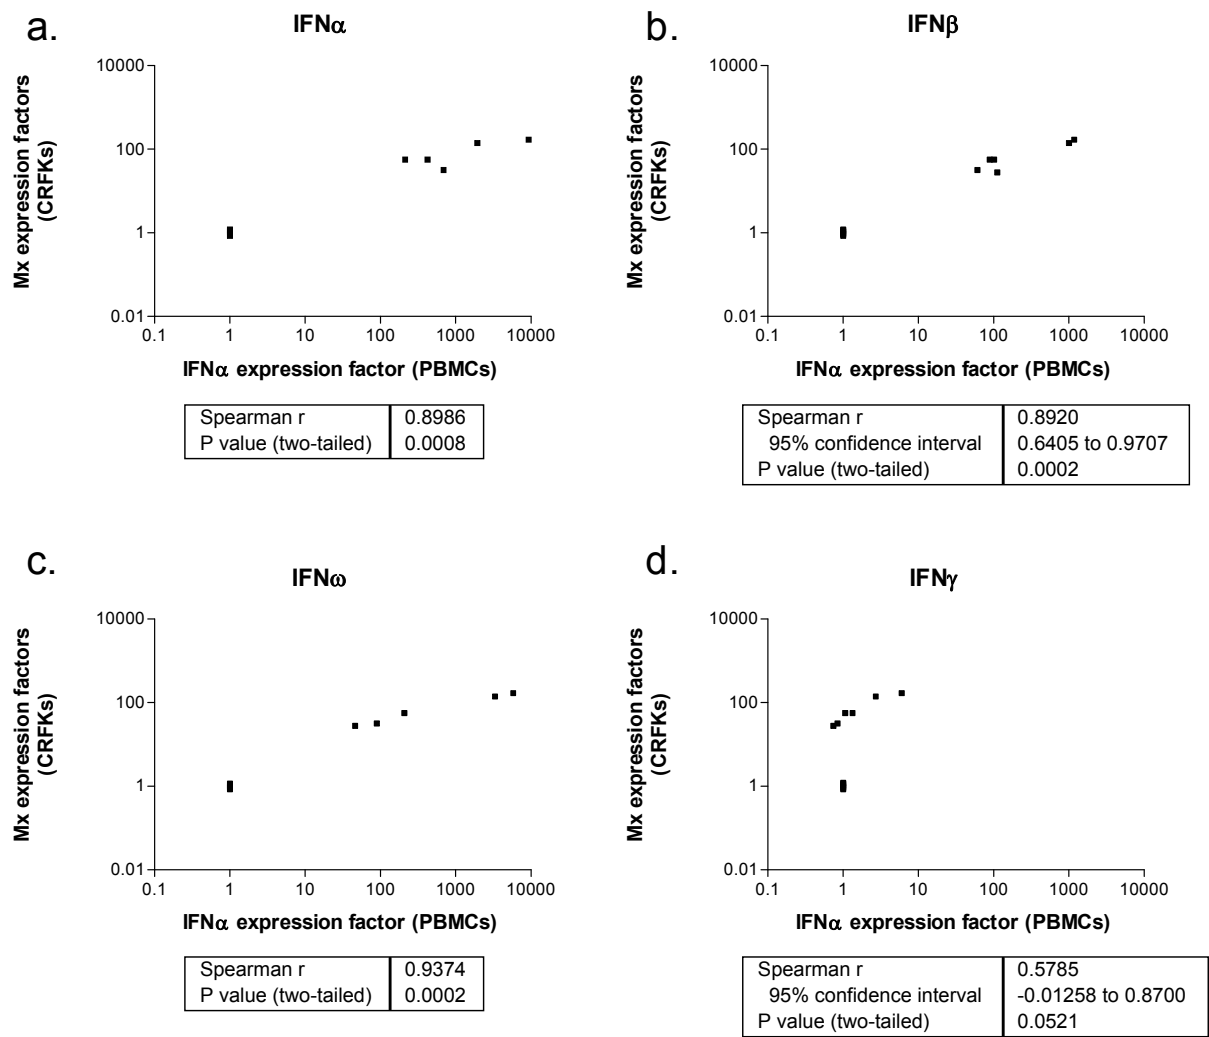 a.
IFNα
10000
100
1
0.01
0.1 1 10 100 1000 10000
Mx expression factors
(CRFKs)
IFNα expression factor (PBMCs)
Spearman r 0.8986
P value (two-tailed) 0.0008
b.
IFNβ
10000
100
1
0.01
0.1 1 10 100 1000 10000
Mx expression factors
(CRFKs)
IFNα expression factor (PBMCs)
Spearman r 0.8920
95% confidence interval 0.6405 to 0.9707
P value (two-tailed) 0.0002
c.
IFNω
10000
100
1
0.01
0.1 1 10 100 1000 10000
Mx expression factors
(CRFKs)
IFNα expression factor (PBMCs)
Spearman r 0.9374
P value (two-tailed) 0.0002
d.
IFNγ
10000
100
1
0.01
0.1 1 10 100 1000 10000
Mx expression factors
(CRFKs)
IFNα expression factor (PBMCs)
Spearman r 0.5785
95% confidence interval -0.01258 to 0.8700
P value (two-tailed) 0.0521